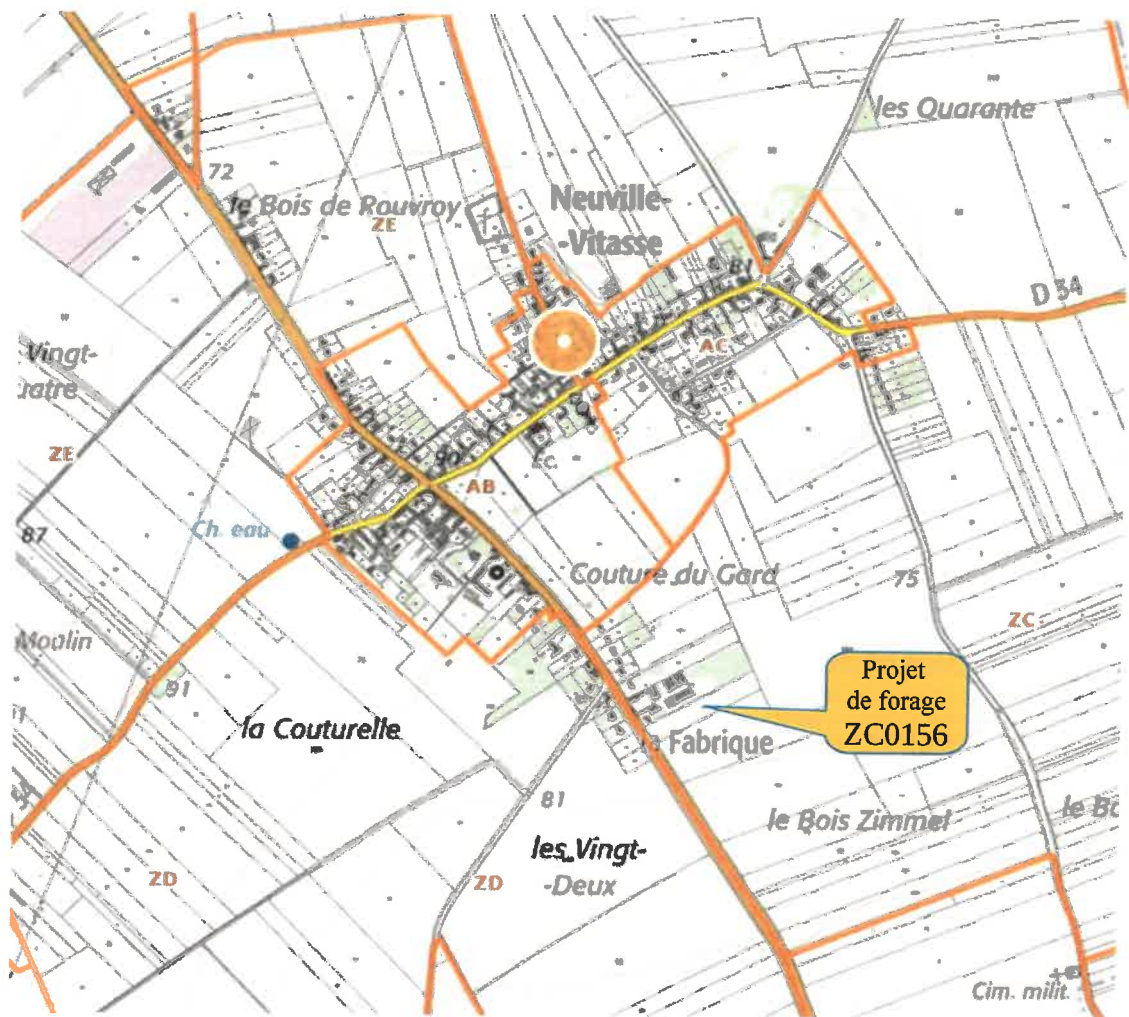 les Quarante
72
le Bois de Rouvroy
ZE
Neuville-
-Vitasse
81
D 34
Vingt-
AC
ZE
90
AB
Ch. eau
87
Couture du Gard
75
ZC
Moulin
91
Projet
de forage
ZC0156
la Couturelle
la Fabrique
81
le Bois Zimmel
les Vingt-
-Deux
ZD
ZD
Cim. milit.